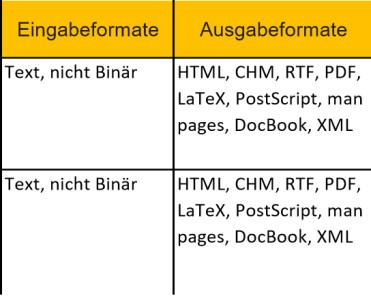 Eingabeformate Ausgabeformate
Text, nicht Binär HTML, CHM, RTF, PDF,
LaTeX, PostScript, man
pages, DocBook, XML
Text, nicht Binär HTML, CHM, RTF, PDF,
LaTeX, PostScript, man
pages, DocBook, XML